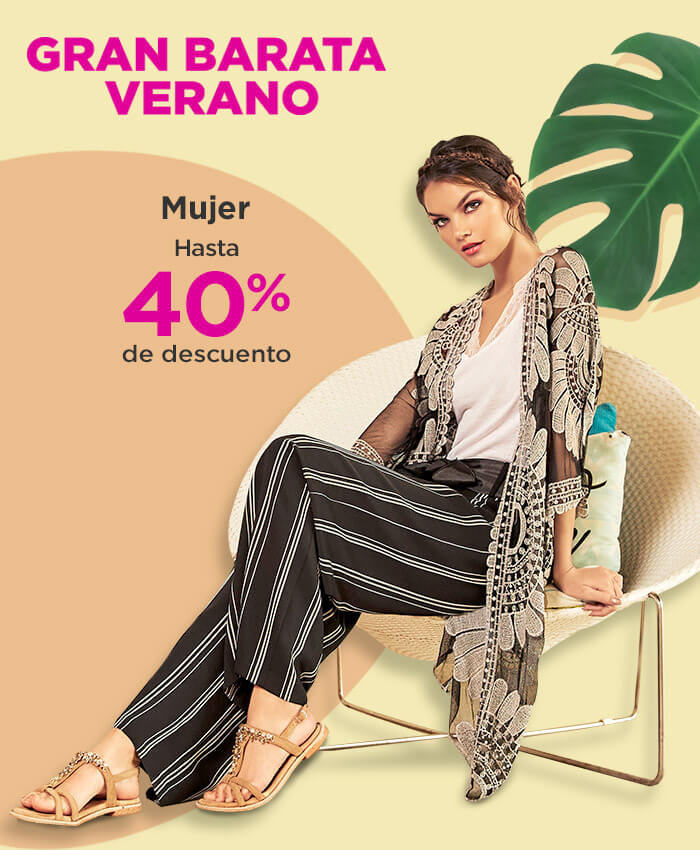 GRAN BARATA
VERANO
Mujer
Hasta
40%
de descuento